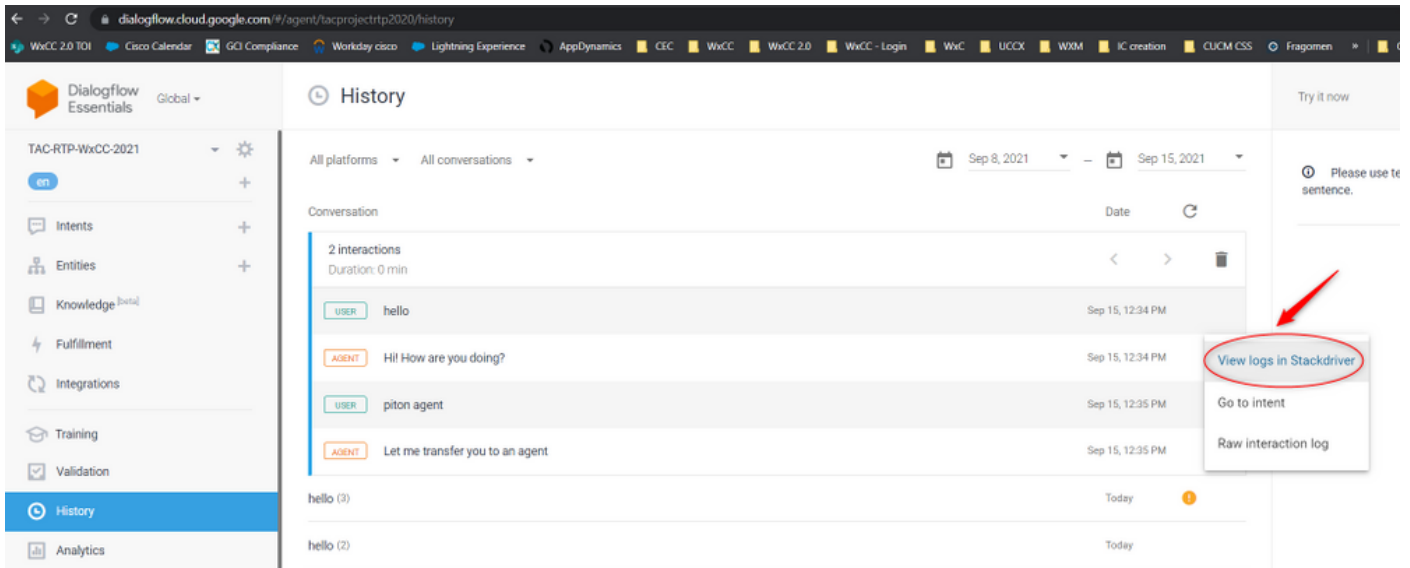 dialogflow.cloud.google.com/#/agent/tacprojectrtp2020/history
WxCC 2.0 TOI Cisco Calendar GCI Compliance Workday cisco Lightning Experience AppDynamics CEC WxCC WxCC 2.0 WxCC - Login WxC UCCX WXM IC creation CUCM CSS Fragomen »
Dialogflow
Essentials
Global
History
Try it now
TAC-RTP-WxCC-2021
en
All platforms All conversations Sep 8, 2021 – Sep 15, 2021
Please use te
sentence.
Intents
Entities
Knowledge [beta]
Fulfillment
Integrations
Training
Validation
History
Analytics
Conversation Date
2 interactions
Duration: 0 min
USER hello Sep 15, 12:34 PM
AGENT Hi! How are you doing? Sep 15, 12:34 PM
USER piton agent Sep 15, 12:35 PM
AGENT Let me transfer you to an agent Sep 15, 12:35 PM
hello (3) Today
hello (2) Today
View logs in Stackdriver
Go to intent
Raw interaction log